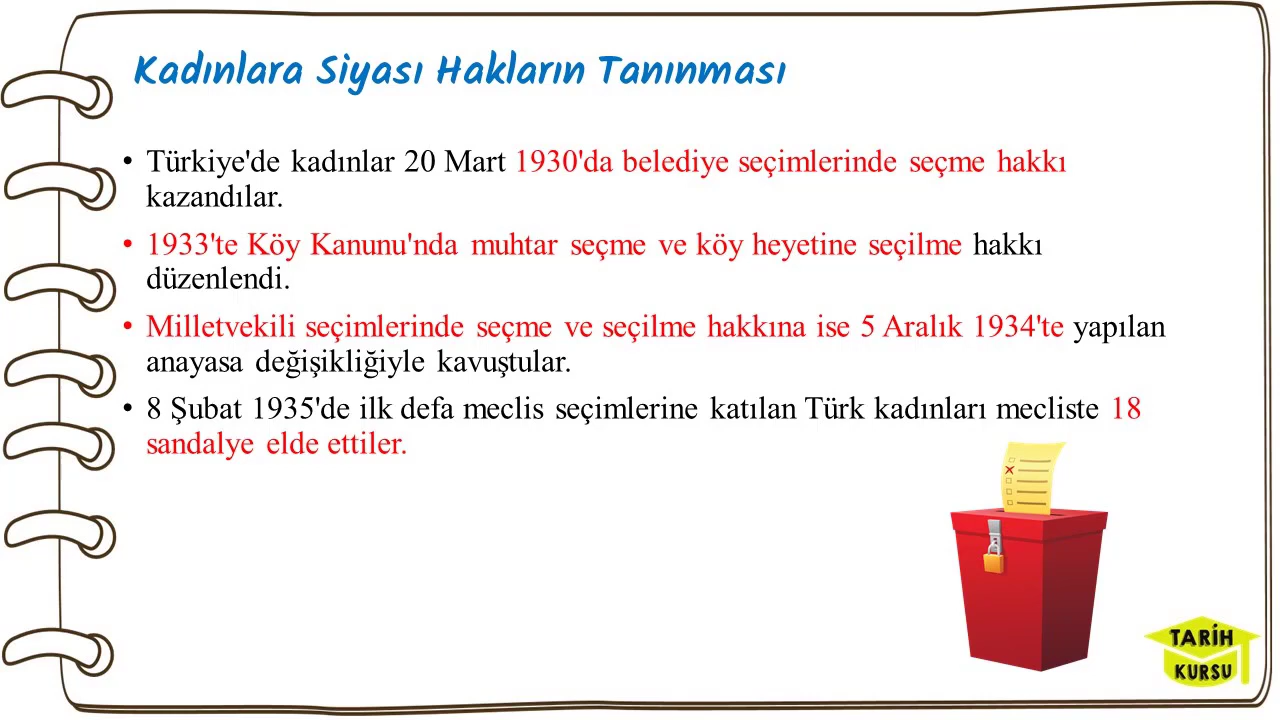 Kadınlara Siyası Hakların Tanınması
• Türkiye'de kadınlar 20 Mart 1930'da belediye seçimlerinde seçme hakkı
kazandılar.
• 1933'te Köy Kanunu'nda muhtar seçme ve köy heyetine seçilme hakkı
düzenlendi.
• Milletvekili seçimlerinde seçme ve seçilme hakkına ise 5 Aralık 1934'te yapılan
anayasa değişikliğiyle kavuştular.
• 8 Şubat 1935'de ilk defa meclis seçimlerine katılan Türk kadınları mecliste 18
sandalye elde ettiler.
TARİH
KURSU